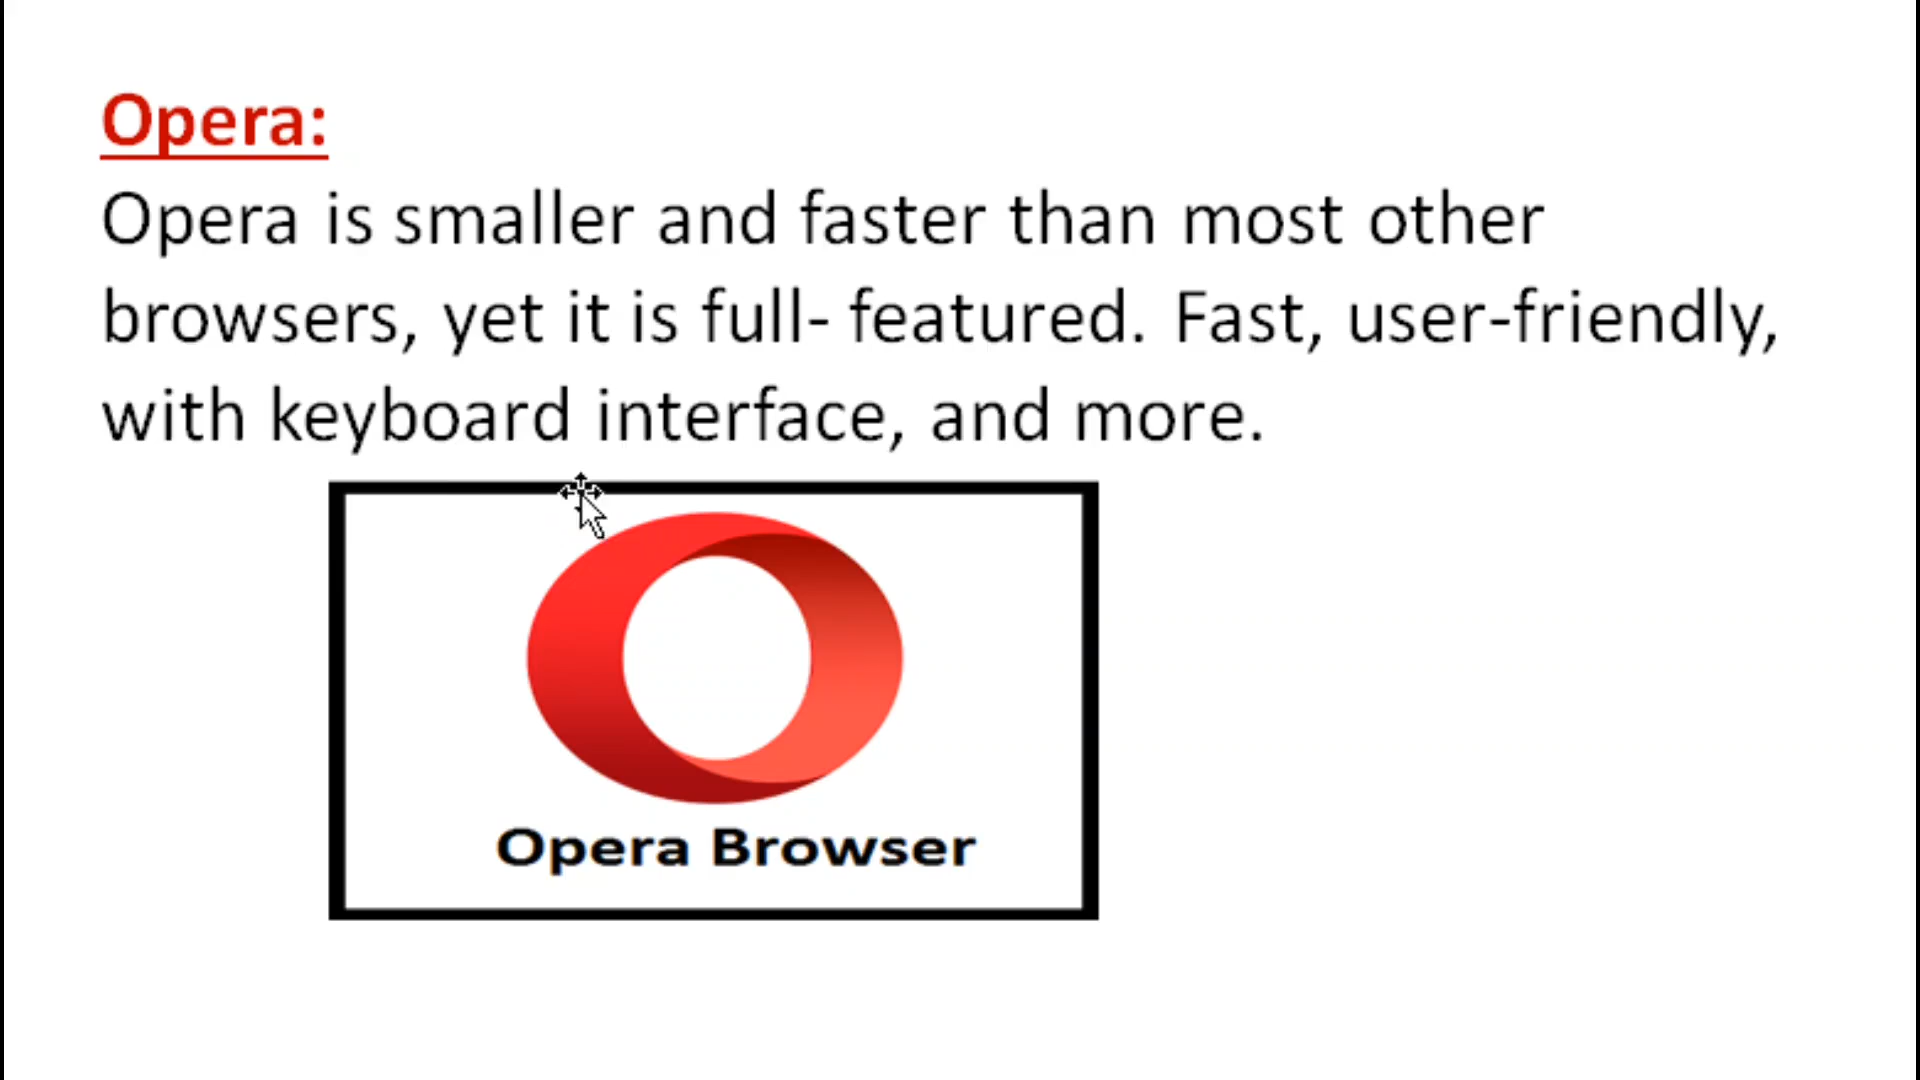 Opera:
Opera is smaller and faster than most other
browsers, yet it is full- featured. Fast, user-friendly,
with keyboard interface, and more.
Opera Browser